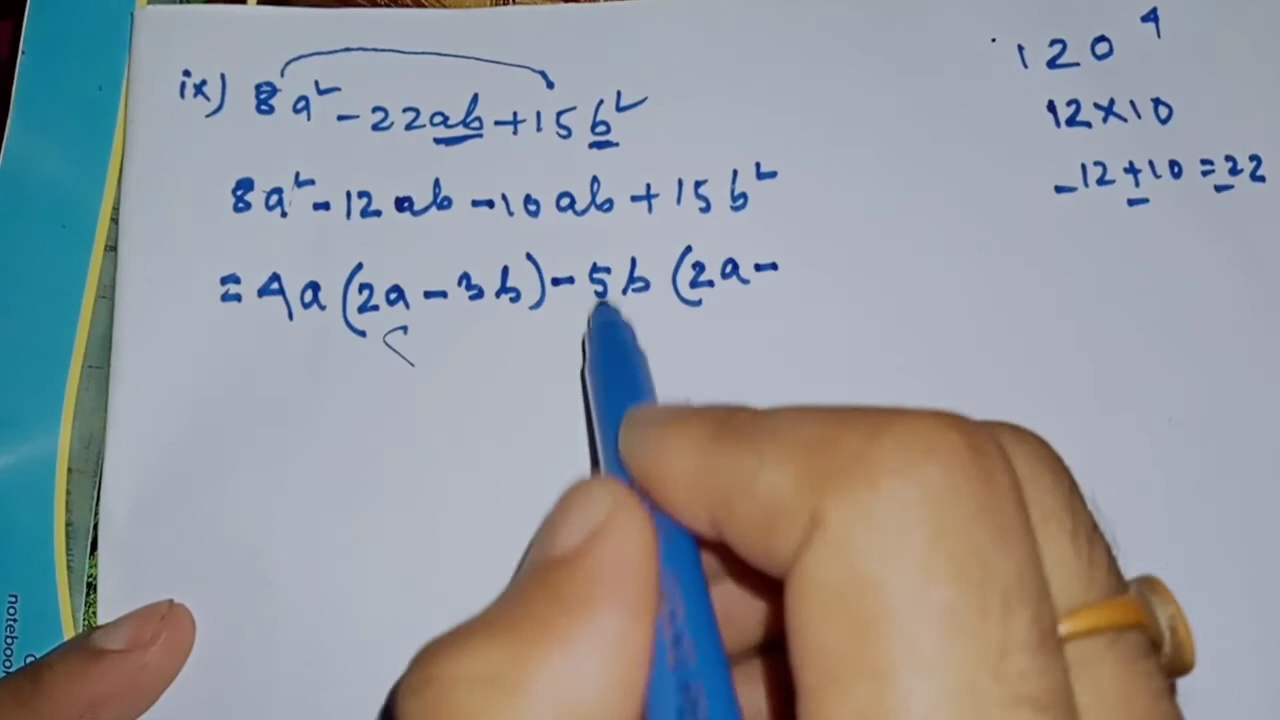 ix) 8a² - 22ab + 15b²
8a² - 12ab - 10ab + 15b²
= 4a (2a - 3b) - 5b (2a -
120
12 × 10
-12 + 10 = -22
notebook